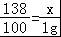 138/100 = x/1g